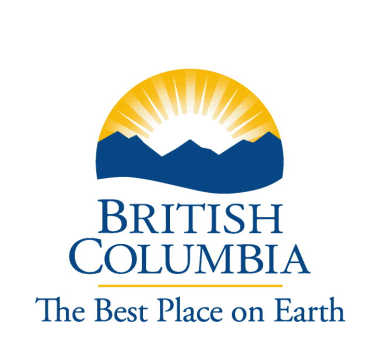 BRITISH
COLUMBIA
The Best Place on Earth